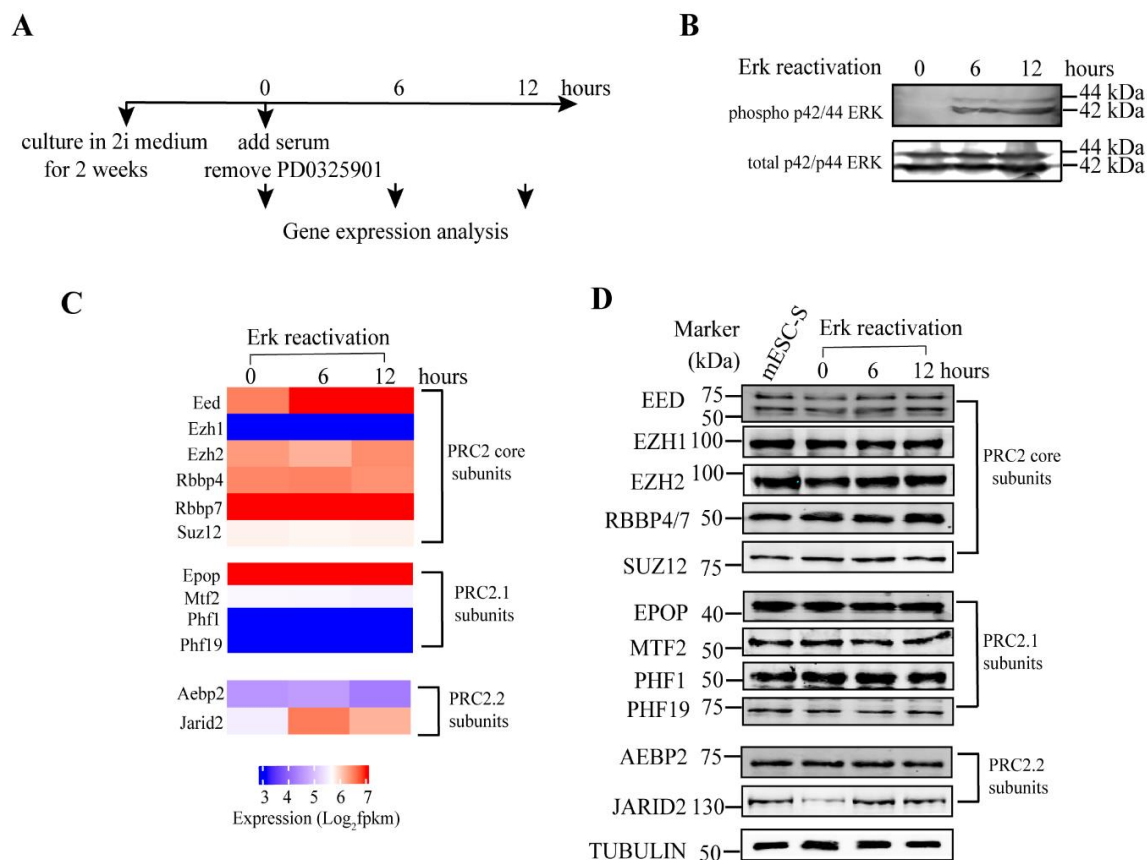 A
0 6 12 hours
culture in 2i medium
for 2 weeks
add serum
remove PD0325901
Gene expression analysis
B
Erk reactivation 0 6 12 hours
phospho p42/44 ERK
44 kDa
42 kDa
total p42/p44 ERK
44 kDa
42 kDa
C
Erk reactivation
0 6 12 hours
Eed
Ezh1
Ezh2
Rbbp4
Rbbp7
Suz12
PRC2 core
subunits
Epop
Mtf2
Phf1
Phf19
PRC2.1
subunits
Aebp2
Jarid2
PRC2.2
subunits
3 4 5 6 7
Expression (Log2fpkm)
D
Marker
(kDa)
mESC-S
Erk reactivation
0 6 12 hours
EED 75
50
EZH1 100
EZH2 100
RBBP4/7 50
SUZ12 75
PRC2 core
subunits
EPOP 40
MTF2 50
PHF1 50
PHF19 75
PRC2.1
subunits
AEBP2 75
JARID2 130
PRC2.2
subunits
TUBULIN 50